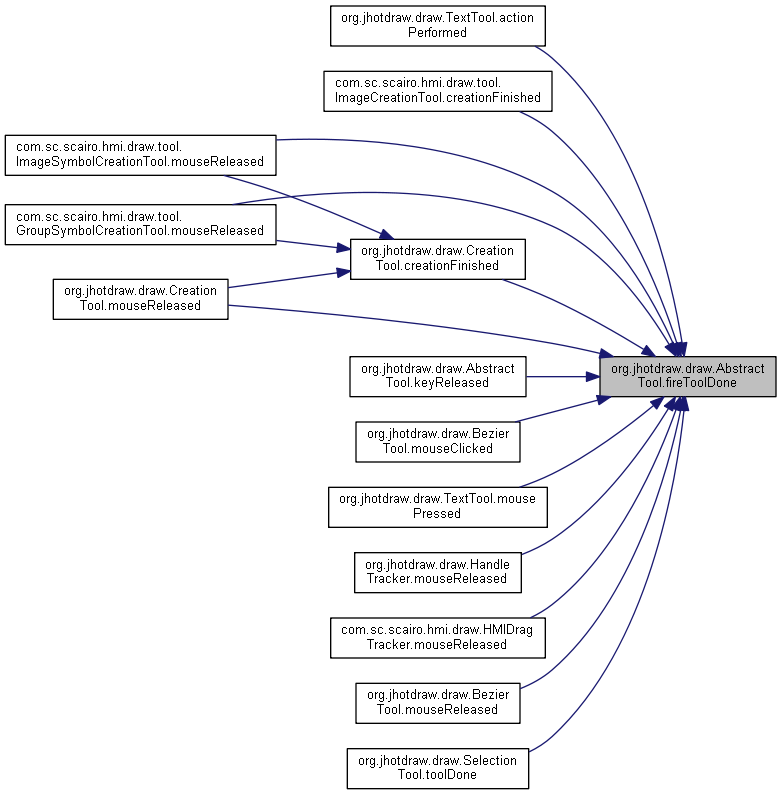 org.jhotdraw.draw.TextTool.action
Performed
com.sc.scairo.hmi.draw.tool.
ImageCreationTool.creationFinished
com.sc.scairo.hmi.draw.tool.
ImageSymbolCreationTool.mouseReleased
com.sc.scairo.hmi.draw.tool.
GroupSymbolCreationTool.mouseReleased
org.jhotdraw.draw.Creation
Tool.creationFinished
org.jhotdraw.draw.Creation
Tool.mouseReleased
org.jhotdraw.draw.Abstract
Tool.fireToolDone
org.jhotdraw.draw.Abstract
Tool.keyReleased
org.jhotdraw.draw.Bezier
Tool.mouseClicked
org.jhotdraw.draw.TextTool.mouse
Pressed
org.jhotdraw.draw.Handle
Tracker.mouseReleased
com.sc.scairo.hmi.draw.HMIDrag
Tracker.mouseReleased
org.jhotdraw.draw.Bezier
Tool.mouseReleased
org.jhotdraw.draw.Selection
Tool.toolDone